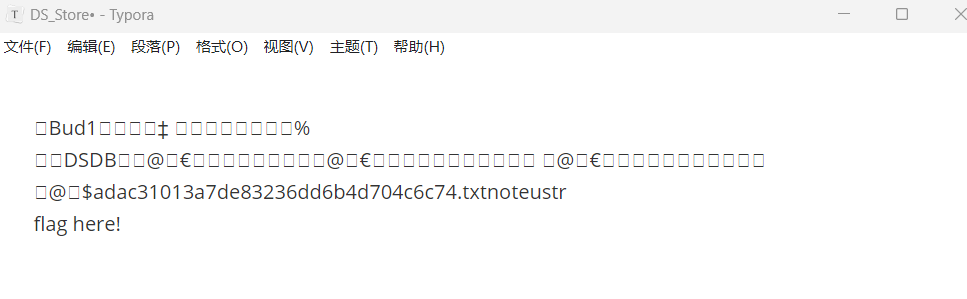 DS_Store• - Typora
文件(F) 编辑(E) 段落(P) 格式(O) 视图(V) 主题(T) 帮助(H)
□Bud1□□□□‡ □□□□□□□□%
□□DSDB□□@□€□□□□□□□□□@□€□□□□□□□□□□□ □@□€□□□□□□□□□□□
□@□$adac31013a7de83236dd6b4d704c6c74.txtnoteustr
flag here!